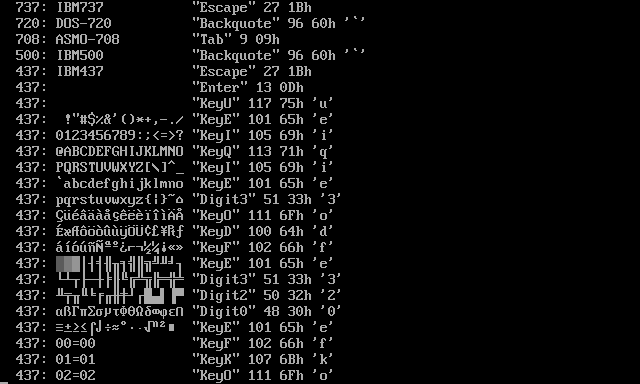 737: IBM737 "Escape" 27 1Bh
720: DOS-720 "Backquote" 96 60h '`'
708: ASMO-708 "Tab" 9 09h
500: IBM500 "Backquote" 96 60h '`'
437: IBM437 "Escape" 27 1Bh
437: "Enter" 13 0Dh
437: "KeyU" 117 75h 'u'
437: !"#$%&'()*+,-./ "KeyE" 101 65h 'e'
437: 0123456789:;<=>? "KeyI" 105 69h 'i'
437: @ABCDEFGHIJKLMNO "KeyQ" 113 71h 'q'
437: PQRSTUVWXYZ[\]^_ "KeyI" 105 69h 'i'
437: `abcdefghijklmno "KeyE" 101 65h 'e'
437: pqrstuvwxyz{|}~⌂ "Digit3" 51 33h '3'
437: ÇüéâäàåçêëèïîìÄÅ "KeyO" 111 6Fh 'o'
437: ÉæÆôöòûùÿÖÜ¢£¥₧ƒ "KeyD" 100 64h 'd'
437: áíóúñÑªº¿⌐¬½¼¡«» "KeyF" 102 66h 'f'
437: ░▒▓│┤╡╢╖╕╣║╗╝╜╛┐ "KeyE" 101 65h 'e'
437: └┴┬├─┼╞╟╚╔╩╦╠═╬╧ "Digit3" 51 33h '3'
437: ╨╤╥╙╘╒╓╫╪┘┌█▄▌▐▀ "Digit2" 50 32h '2'
437: αßΓπΣσµτΦΘΩδ∞φε∩ "Digit0" 48 30h '0'
437: ≡±≥≤⌠⌡÷≈°∙·√ⁿ²■ "KeyE" 101 65h 'e'
437: 00=00 "KeyF" 102 66h 'f'
437: 01=01 "KeyK" 107 6Bh 'k'
437: 02=02 "KeyO" 111 6Fh 'o'